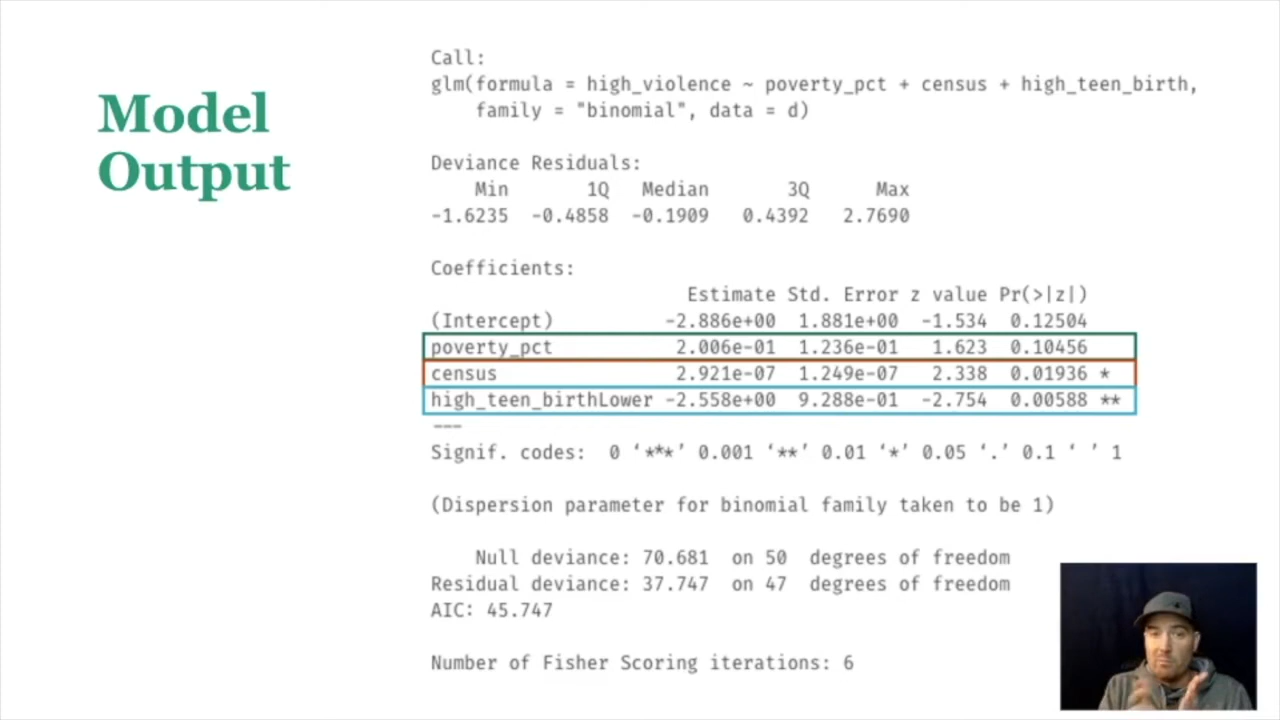 Model
Output
Call:
glm(formula = high_violence ~ poverty_pct + census + high_teen_birth,
family = "binomial", data = d)
Deviance Residuals:
Min 1Q Median 3Q Max
-1.6235 -0.4858 -0.1909 0.4392 2.7690
Coefficients:
Estimate Std. Error z value Pr(>|z|)
(Intercept) -2.886e+00 1.881e+00 -1.534 0.12504
poverty_pct 2.006e-01 1.236e-01 1.623 0.10456
census 2.921e-07 1.249e-07 2.338 0.01936 *
high_teen_birthLower -2.558e+00 9.288e-01 -2.754 0.00588 **
---
Signif. codes: 0 ‘***’ 0.001 ‘**’ 0.01 ‘*’ 0.05 ‘.’ 0.1 ‘ ’ 1
(Dispersion parameter for binomial family taken to be 1)
Null deviance: 70.681 on 50 degrees of freedom
Residual deviance: 37.747 on 47 degrees of freedom
AIC: 45.747
Number of Fisher Scoring iterations: 6